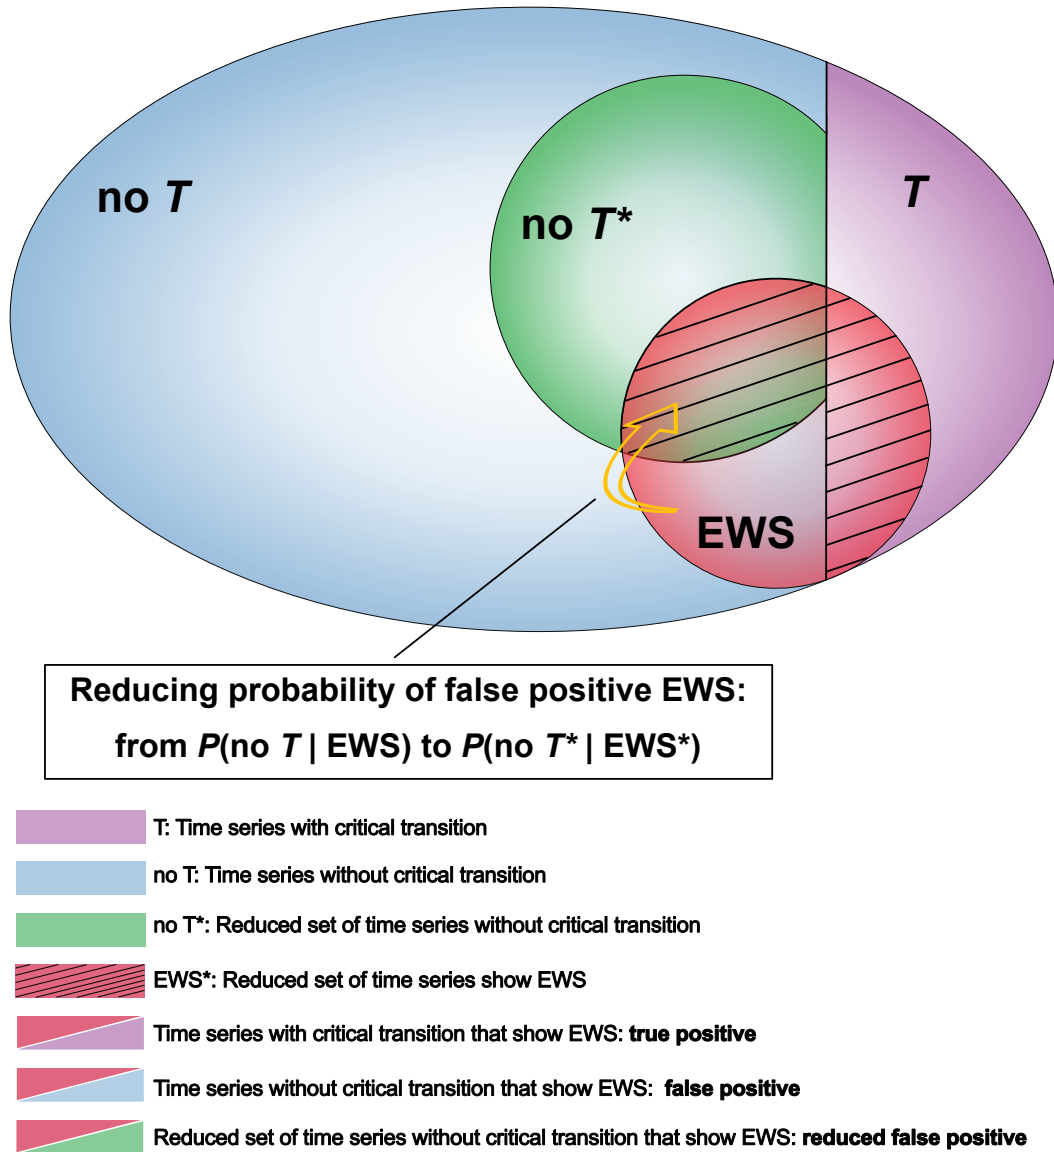 no T
T
no T*
EWS
Reducing probability of false positive EWS:
from P(no T | EWS) to P(no T* | EWS*)
T: Time series with critical transition
no T: Time series without critical transition
no T*: Reduced set of time series without critical transition
EWS*: Reduced set of time series show EWS
Time series with critical transition that show EWS: true positive
Time series without critical transition that show EWS: false positive
Reduced set of time series without critical transition that show EWS: reduced false positive